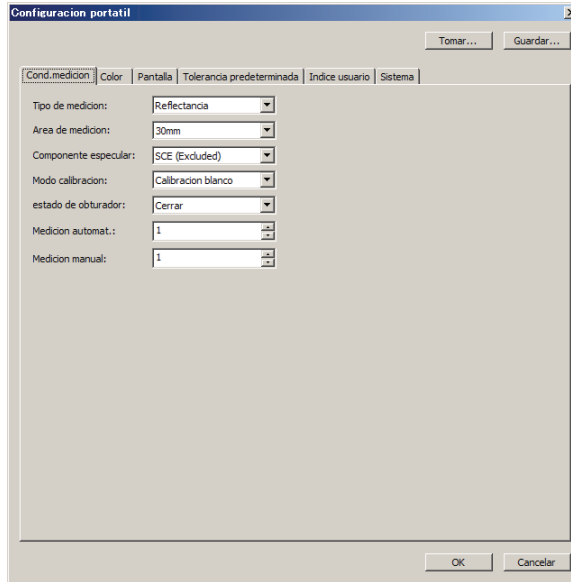 Configuracion portatil
Tomar... Guardar...
Cond.medicion Color Pantalla Tolerancia predeterminada Indice usuario Sistema
Tipo de medicion: Reflectancia
Area de medicion: 30mm
Componente especular: SCE (Excluded)
Modo calibracion: Calibracion blanco
estado de obturador: Cerrar
Medicion automat.: 1
Medicion manual: 1
OK Cancelar